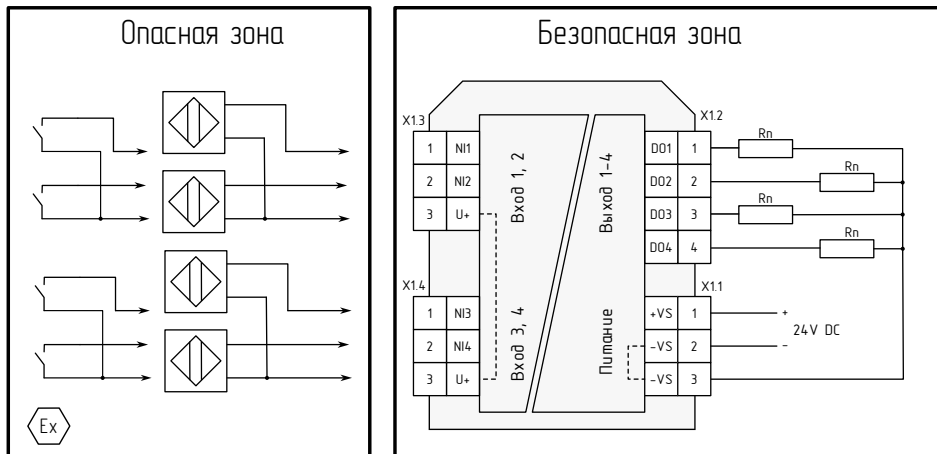 Опасная зона
Ex
Безопасная зона
X1.3
1 NI1
2 NI2
3 U+
Вход 1, 2
X1.4
1 NI3
2 NI4
3 U+
Вход 3, 4
Выход 1-4
Питание
X1.2
DO1 1
DO2 2
DO3 3
DO4 4
Rn
Rn
Rn
Rn
X1.1
+VS 1
-VS 2
-VS 3
+
24V DC
-